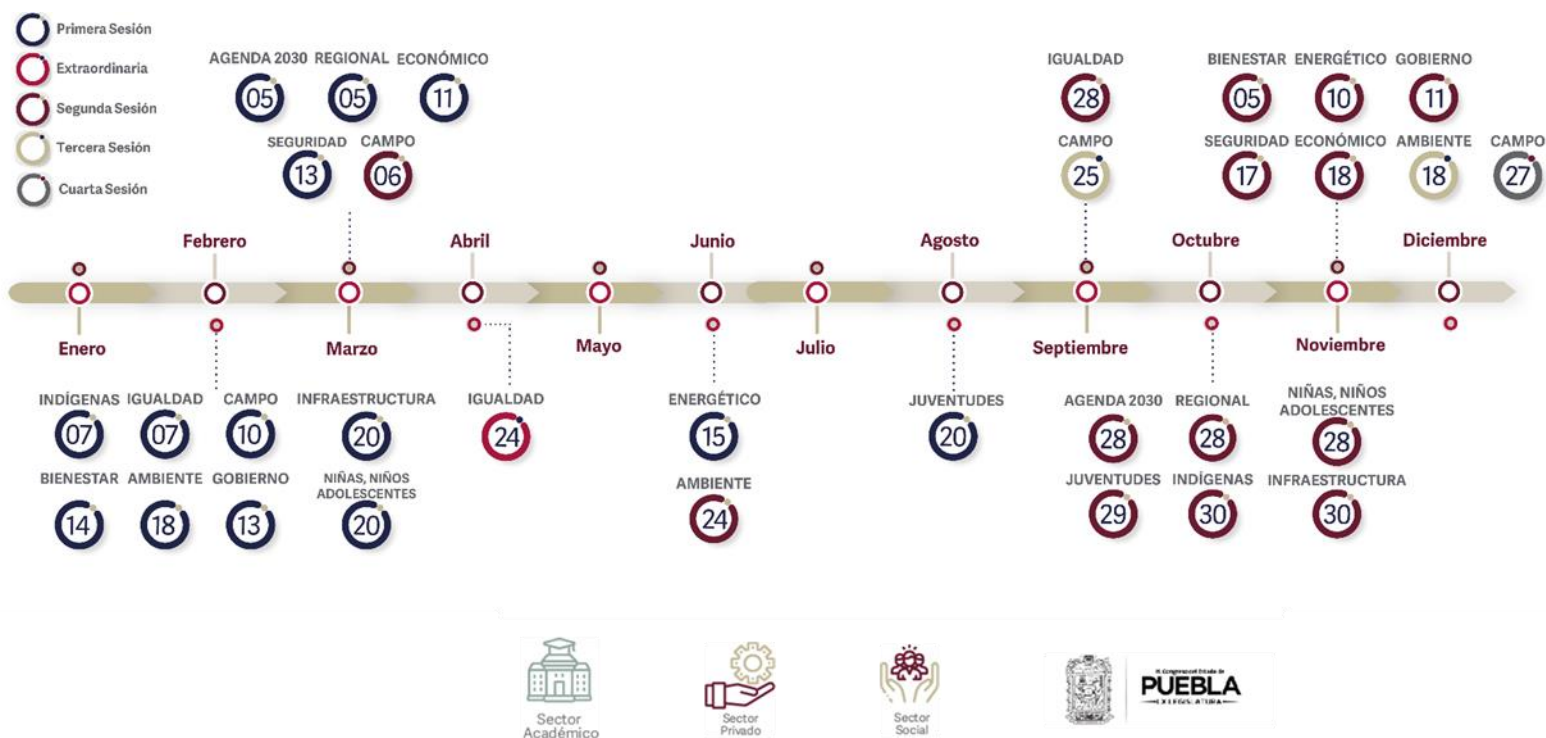 Primera Sesión
Extraordinaria
Segunda Sesión
Tercera Sesión
Cuarta Sesión
AGENDA 2030 REGIONAL ECONÓMICO
05 05 11
SEGURIDAD CAMPO
13 06
IGUALDAD
28
CAMPO
25
BIENESTAR ENERGÉTICO GOBIERNO
05 10 11
SEGURIDAD ECONÓMICO AMBIENTE CAMPO
17 18 18 27
Febrero Abril Junio Agosto Octubre Diciembre
Enero Marzo Mayo Julio Septiembre Noviembre
INDÍGENAS IGUALDAD CAMPO INFRAESTRUCTURA
07 07 10 20
BIENESTAR AMBIENTE GOBIERNO NIÑAS, NIÑOS
ADOLESCENTES
14 18 13 20
IGUALDAD
24
ENERGÉTICO
15
AMBIENTE
24
JUVENTUDES
20
AGENDA 2030 REGIONAL NIÑAS, NIÑOS
ADOLESCENTES
28 28 28
JUVENTUDES INDÍGENAS INFRAESTRUCTURA
29 30 30
Sector
Académico
Sector
Privado
Sector
Social
H. Congreso del Estado de
PUEBLA
LEGISLATURA